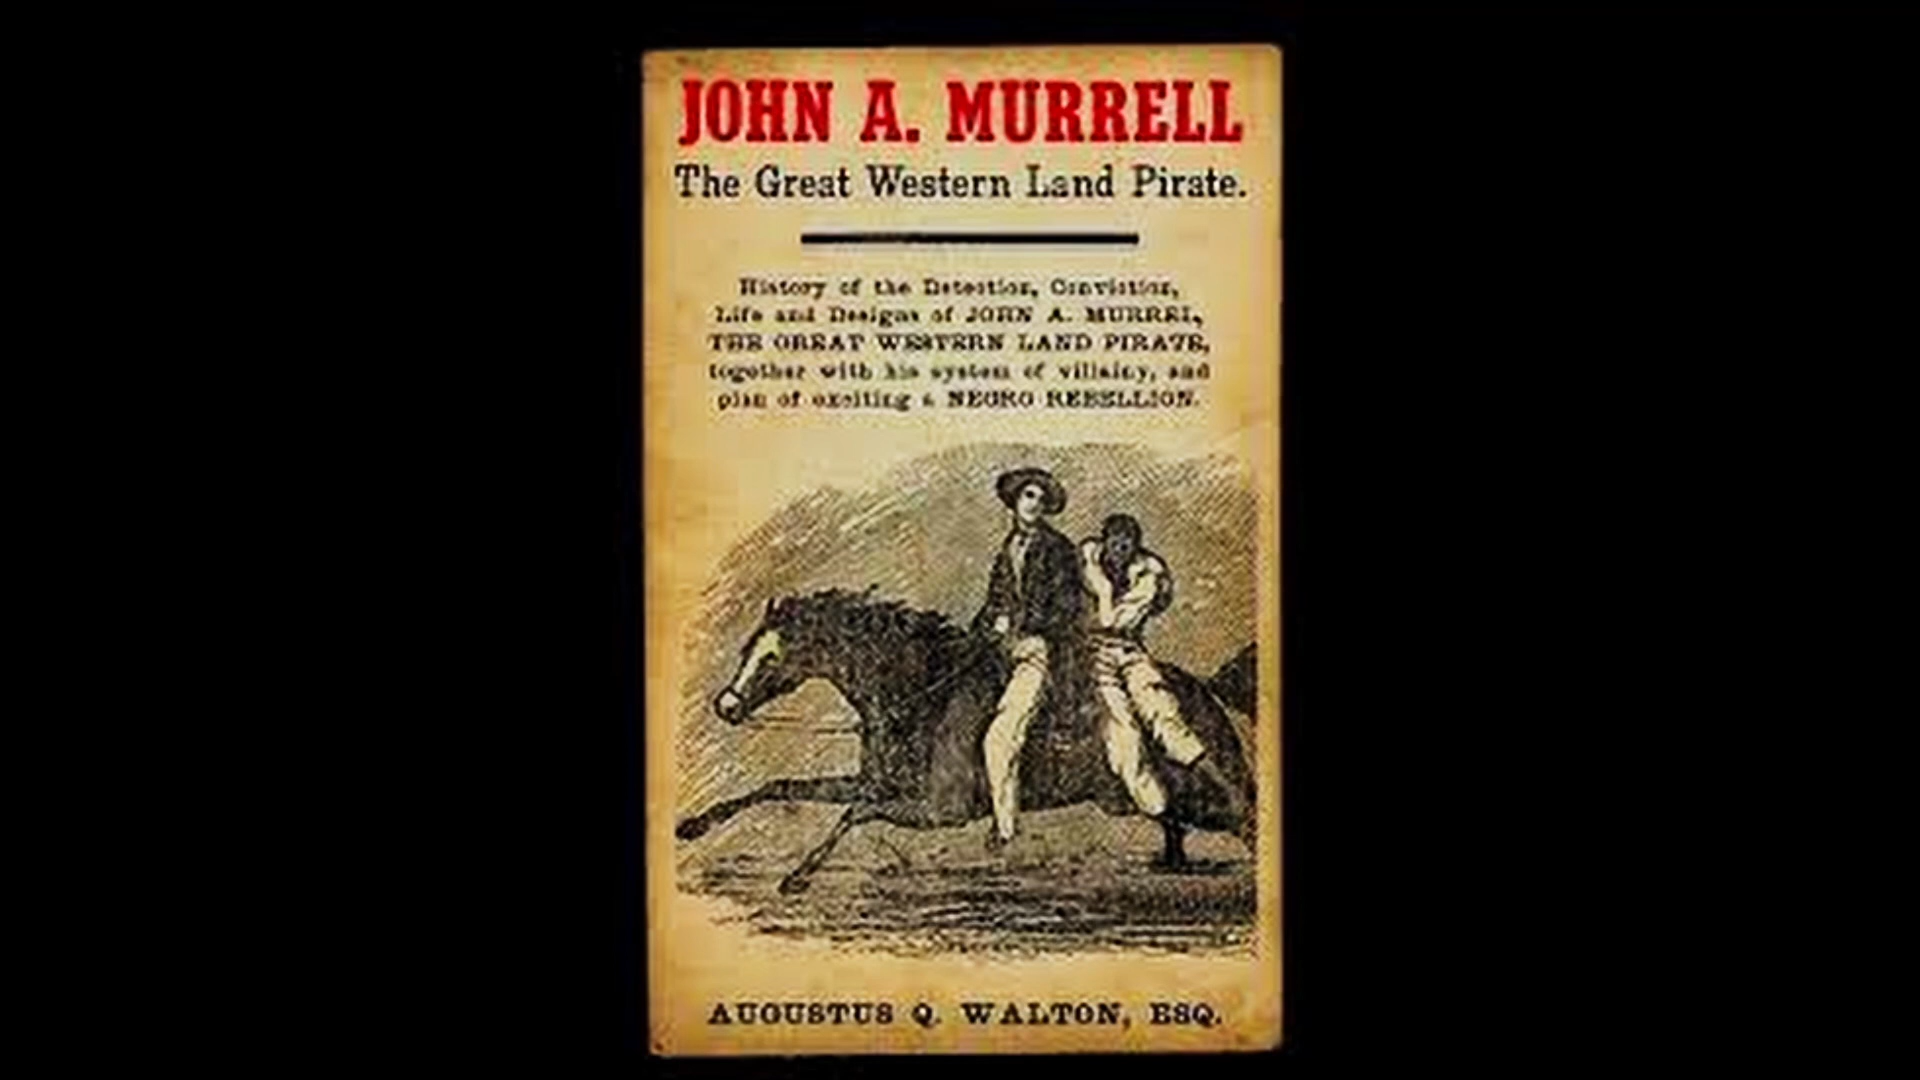 JOHN A. MURRELL
The Great Western Land Pirate.
History of the Detection, Conviction,
Life and Designs of JOHN A. MURREL,
THE GREAT WESTERN LAND PIRATE,
together with his system of villainy, and
plan of exciting a NEGRO REBELLION.
AUGUSTUS Q. WALTON, ESQ.